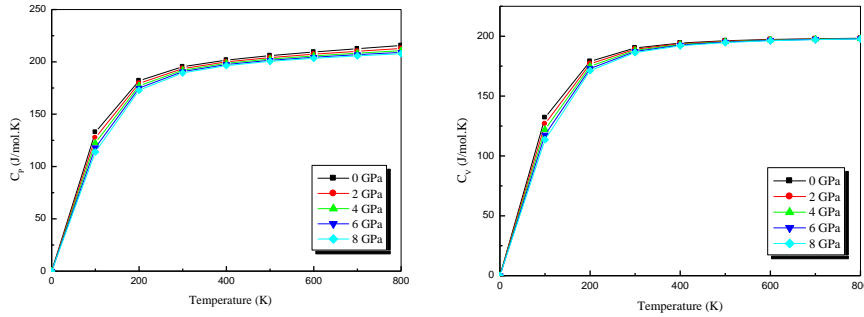 250
200
150
100
50
0
C_P (J/mol.K)
0 GPa
2 GPa
4 GPa
6 GPa
8 GPa
0 200 400 600 800
Temperature (K)
200
150
100
50
0
C_V (J/mol.K)
0 GPa
2 GPa
4 GPa
6 GPa
8 GPa
0 200 400 600 800
Temperature (K)